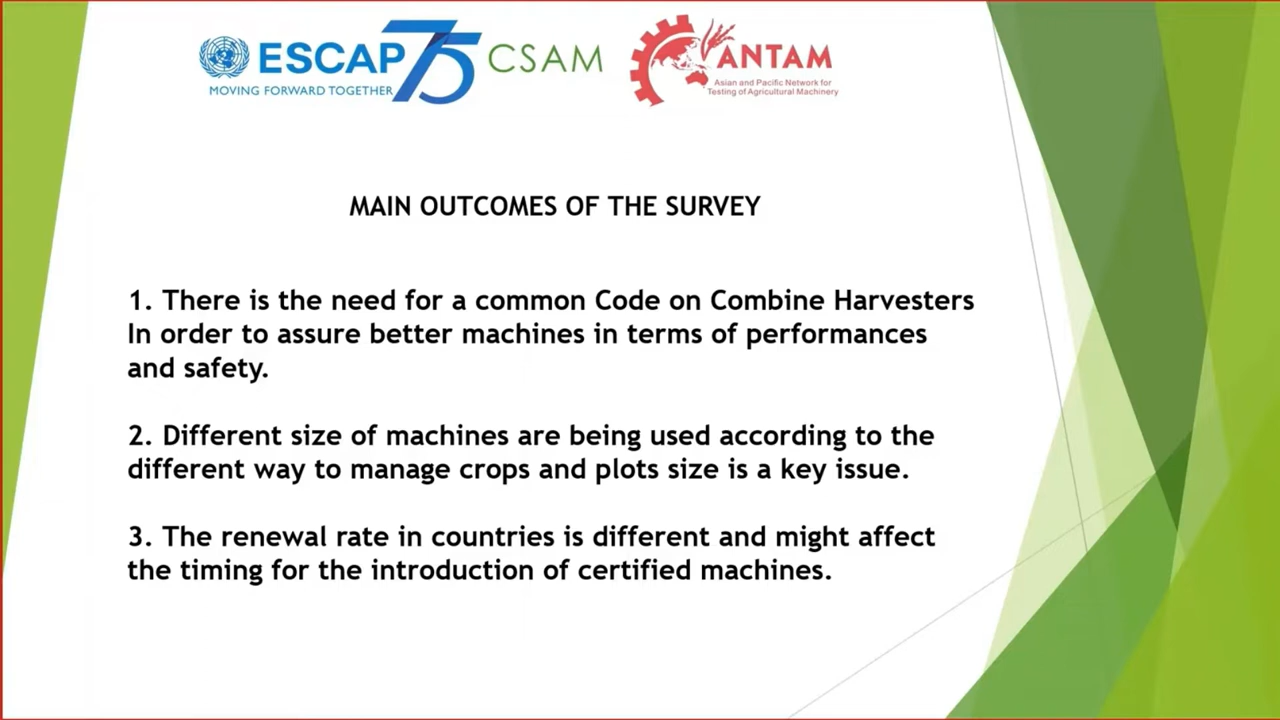 ESCAP 75 CSAM
MOVING FORWARD TOGETHER
ANTAM
Asian and Pacific Network for
Testing of Agricultural Machinery
MAIN OUTCOMES OF THE SURVEY
1. There is the need for a common Code on Combine Harvesters
In order to assure better machines in terms of performances
and safety.
2. Different size of machines are being used according to the
different way to manage crops and plots size is a key issue.
3. The renewal rate in countries is different and might affect
the timing for the introduction of certified machines.